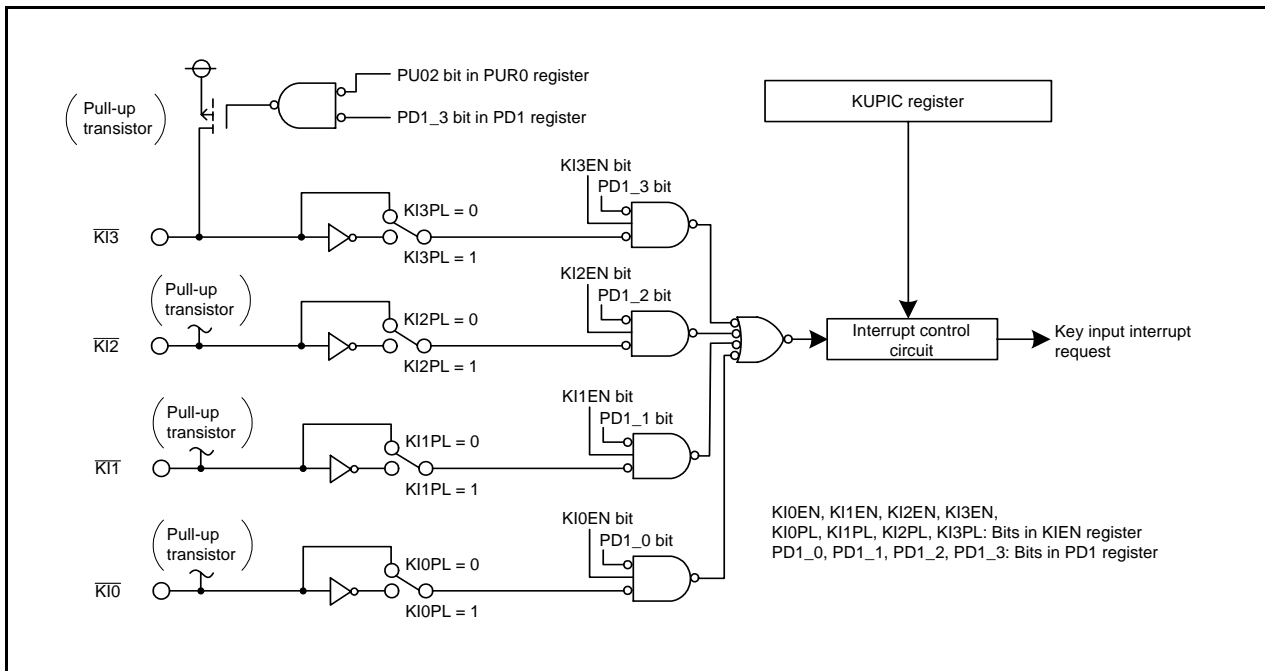 PU02 bit in PUR0 register
PD1_3 bit in PD1 register
Pull-up
transistor
KUPIC register
KI3EN bit
PD1_3 bit
KI3PL = 0
K̅I̅3̅
KI3PL = 1
Pull-up
transistor
KI2EN bit
PD1_2 bit
KI2PL = 0
K̅I̅2̅
KI2PL = 1
Interrupt control
circuit
Key input interrupt
request
Pull-up
transistor
KI1EN bit
PD1_1 bit
KI1PL = 0
K̅I̅1̅
KI1PL = 1
Pull-up
transistor
KI0EN bit
PD1_0 bit
KI0PL = 0
K̅I̅0̅
KI0PL = 1
KI0EN, KI1EN, KI2EN, KI3EN,
KI0PL, KI1PL, KI2PL, KI3PL: Bits in KIEN register
PD1_0, PD1_1, PD1_2, PD1_3: Bits in PD1 register